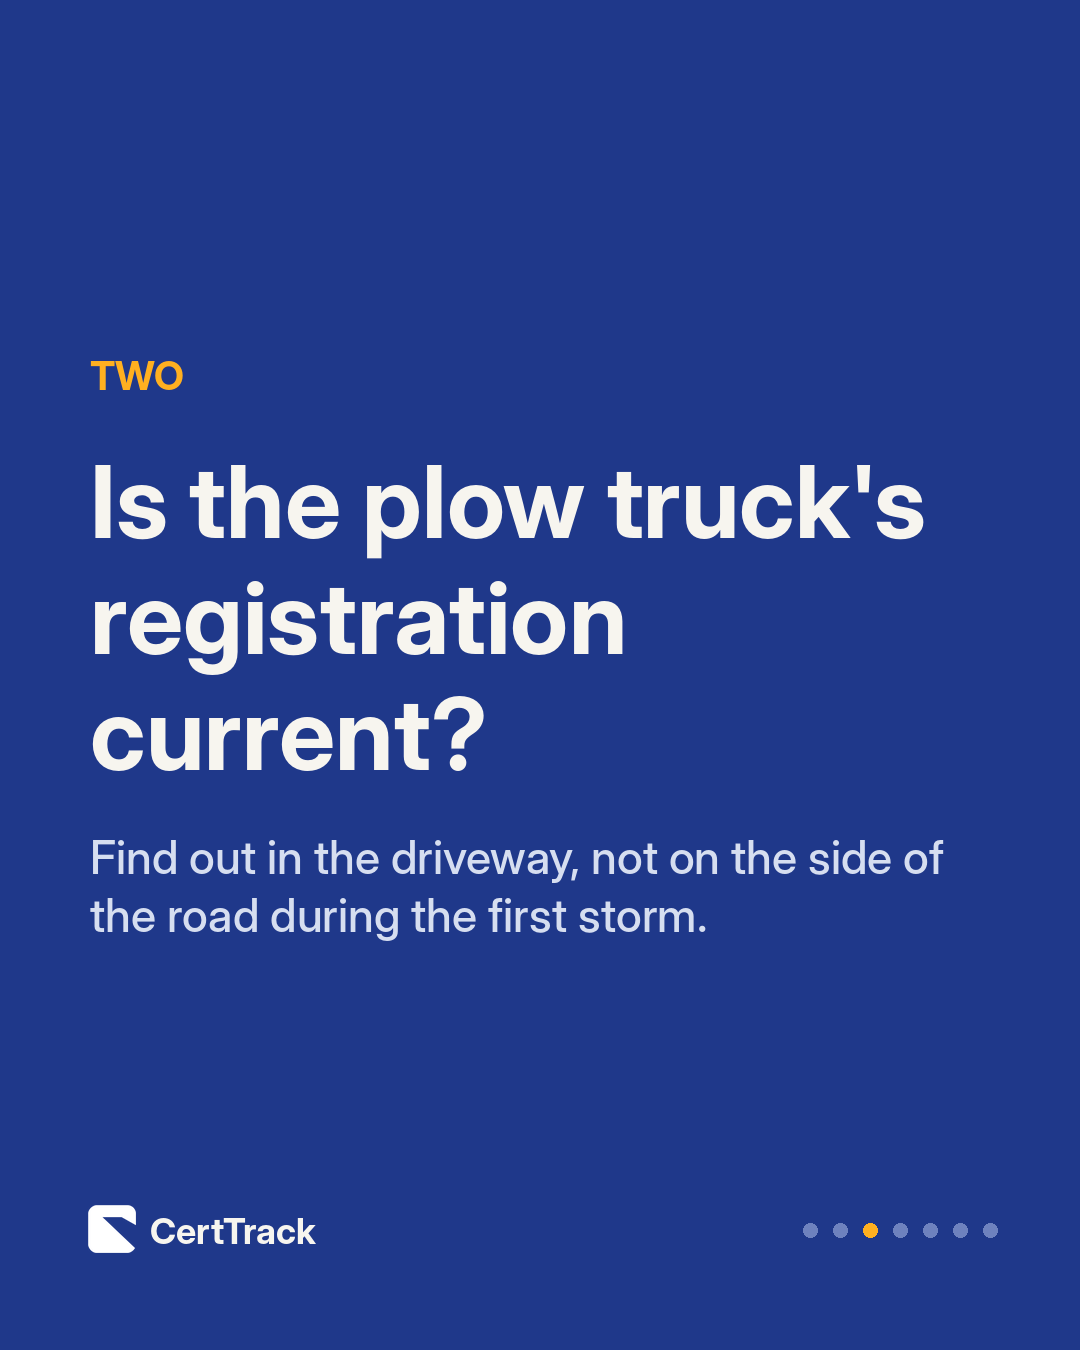 TWO
Is the plow truck's
registration
current?
Find out in the driveway, not on the side of
the road during the first storm.
CertTrack